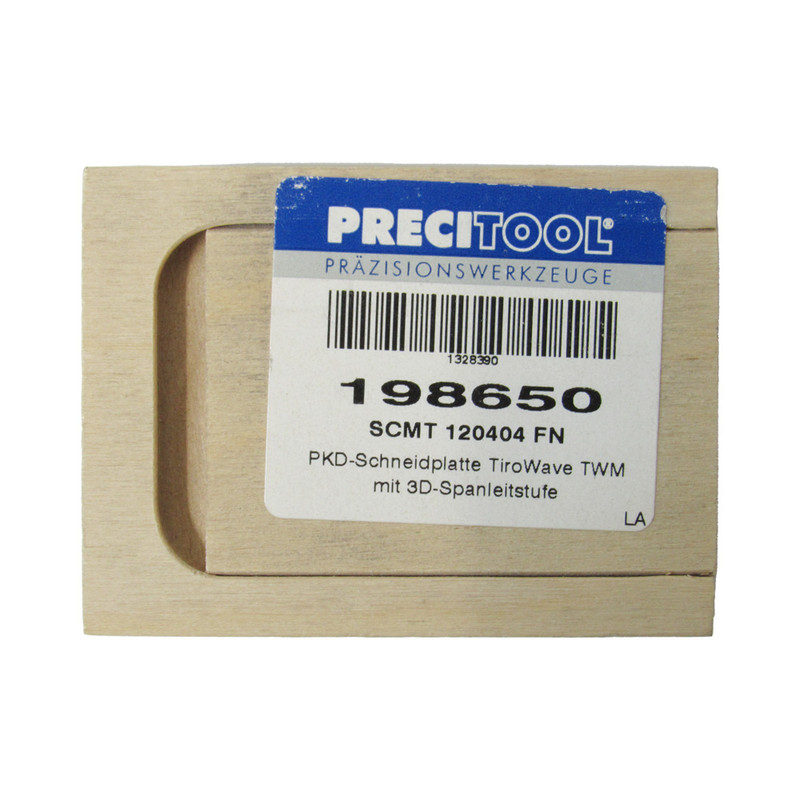 PRECITOOL®
PRÄZISIONSWERKZEUGE
1328390
198650
SCMT 120404 FN
PKD-Schneidplatte TiroWave TWM
mit 3D-Spanleitstufe
LA